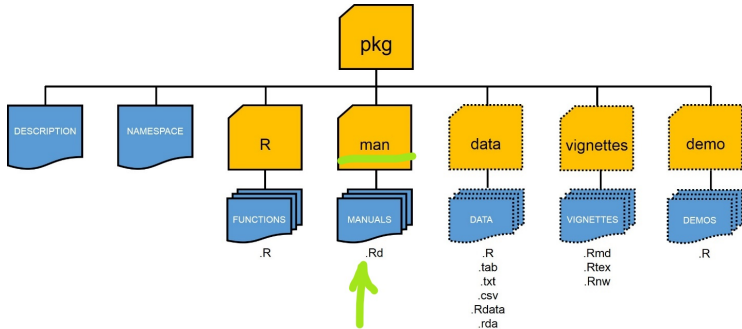 pkg
DESCRIPTION
NAMESPACE
R
man
data
vignettes
demo
FUNCTIONS
MANUALS
DATA
VIGNETTES
DEMOS
.R
.Rd
.R
.tab
.txt
.csv
.Rdata
.rda
.Rmd
.Rtex
.Rnw
.R